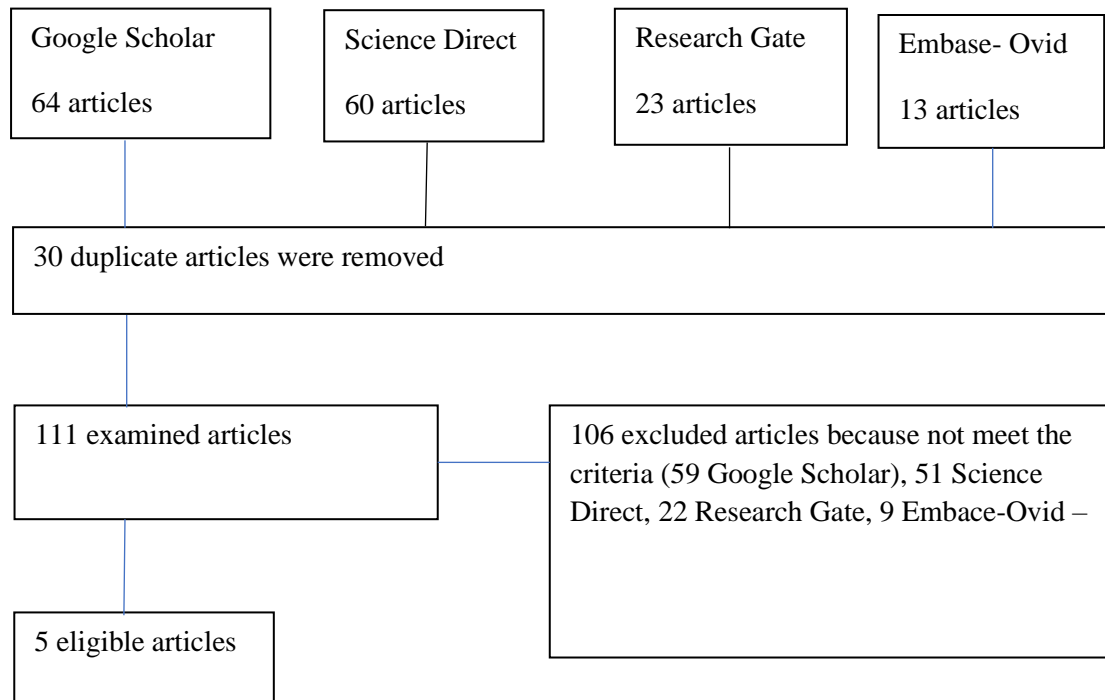 Google Scholar
64 articles
Science Direct
60 articles
Research Gate
23 articles
Embase- Ovid
13 articles
30 duplicate articles were removed
111 examined articles
106 excluded articles because not meet the
criteria (59 Google Scholar), 51 Science
Direct, 22 Research Gate, 9 Embace-Ovid –
5 eligible articles